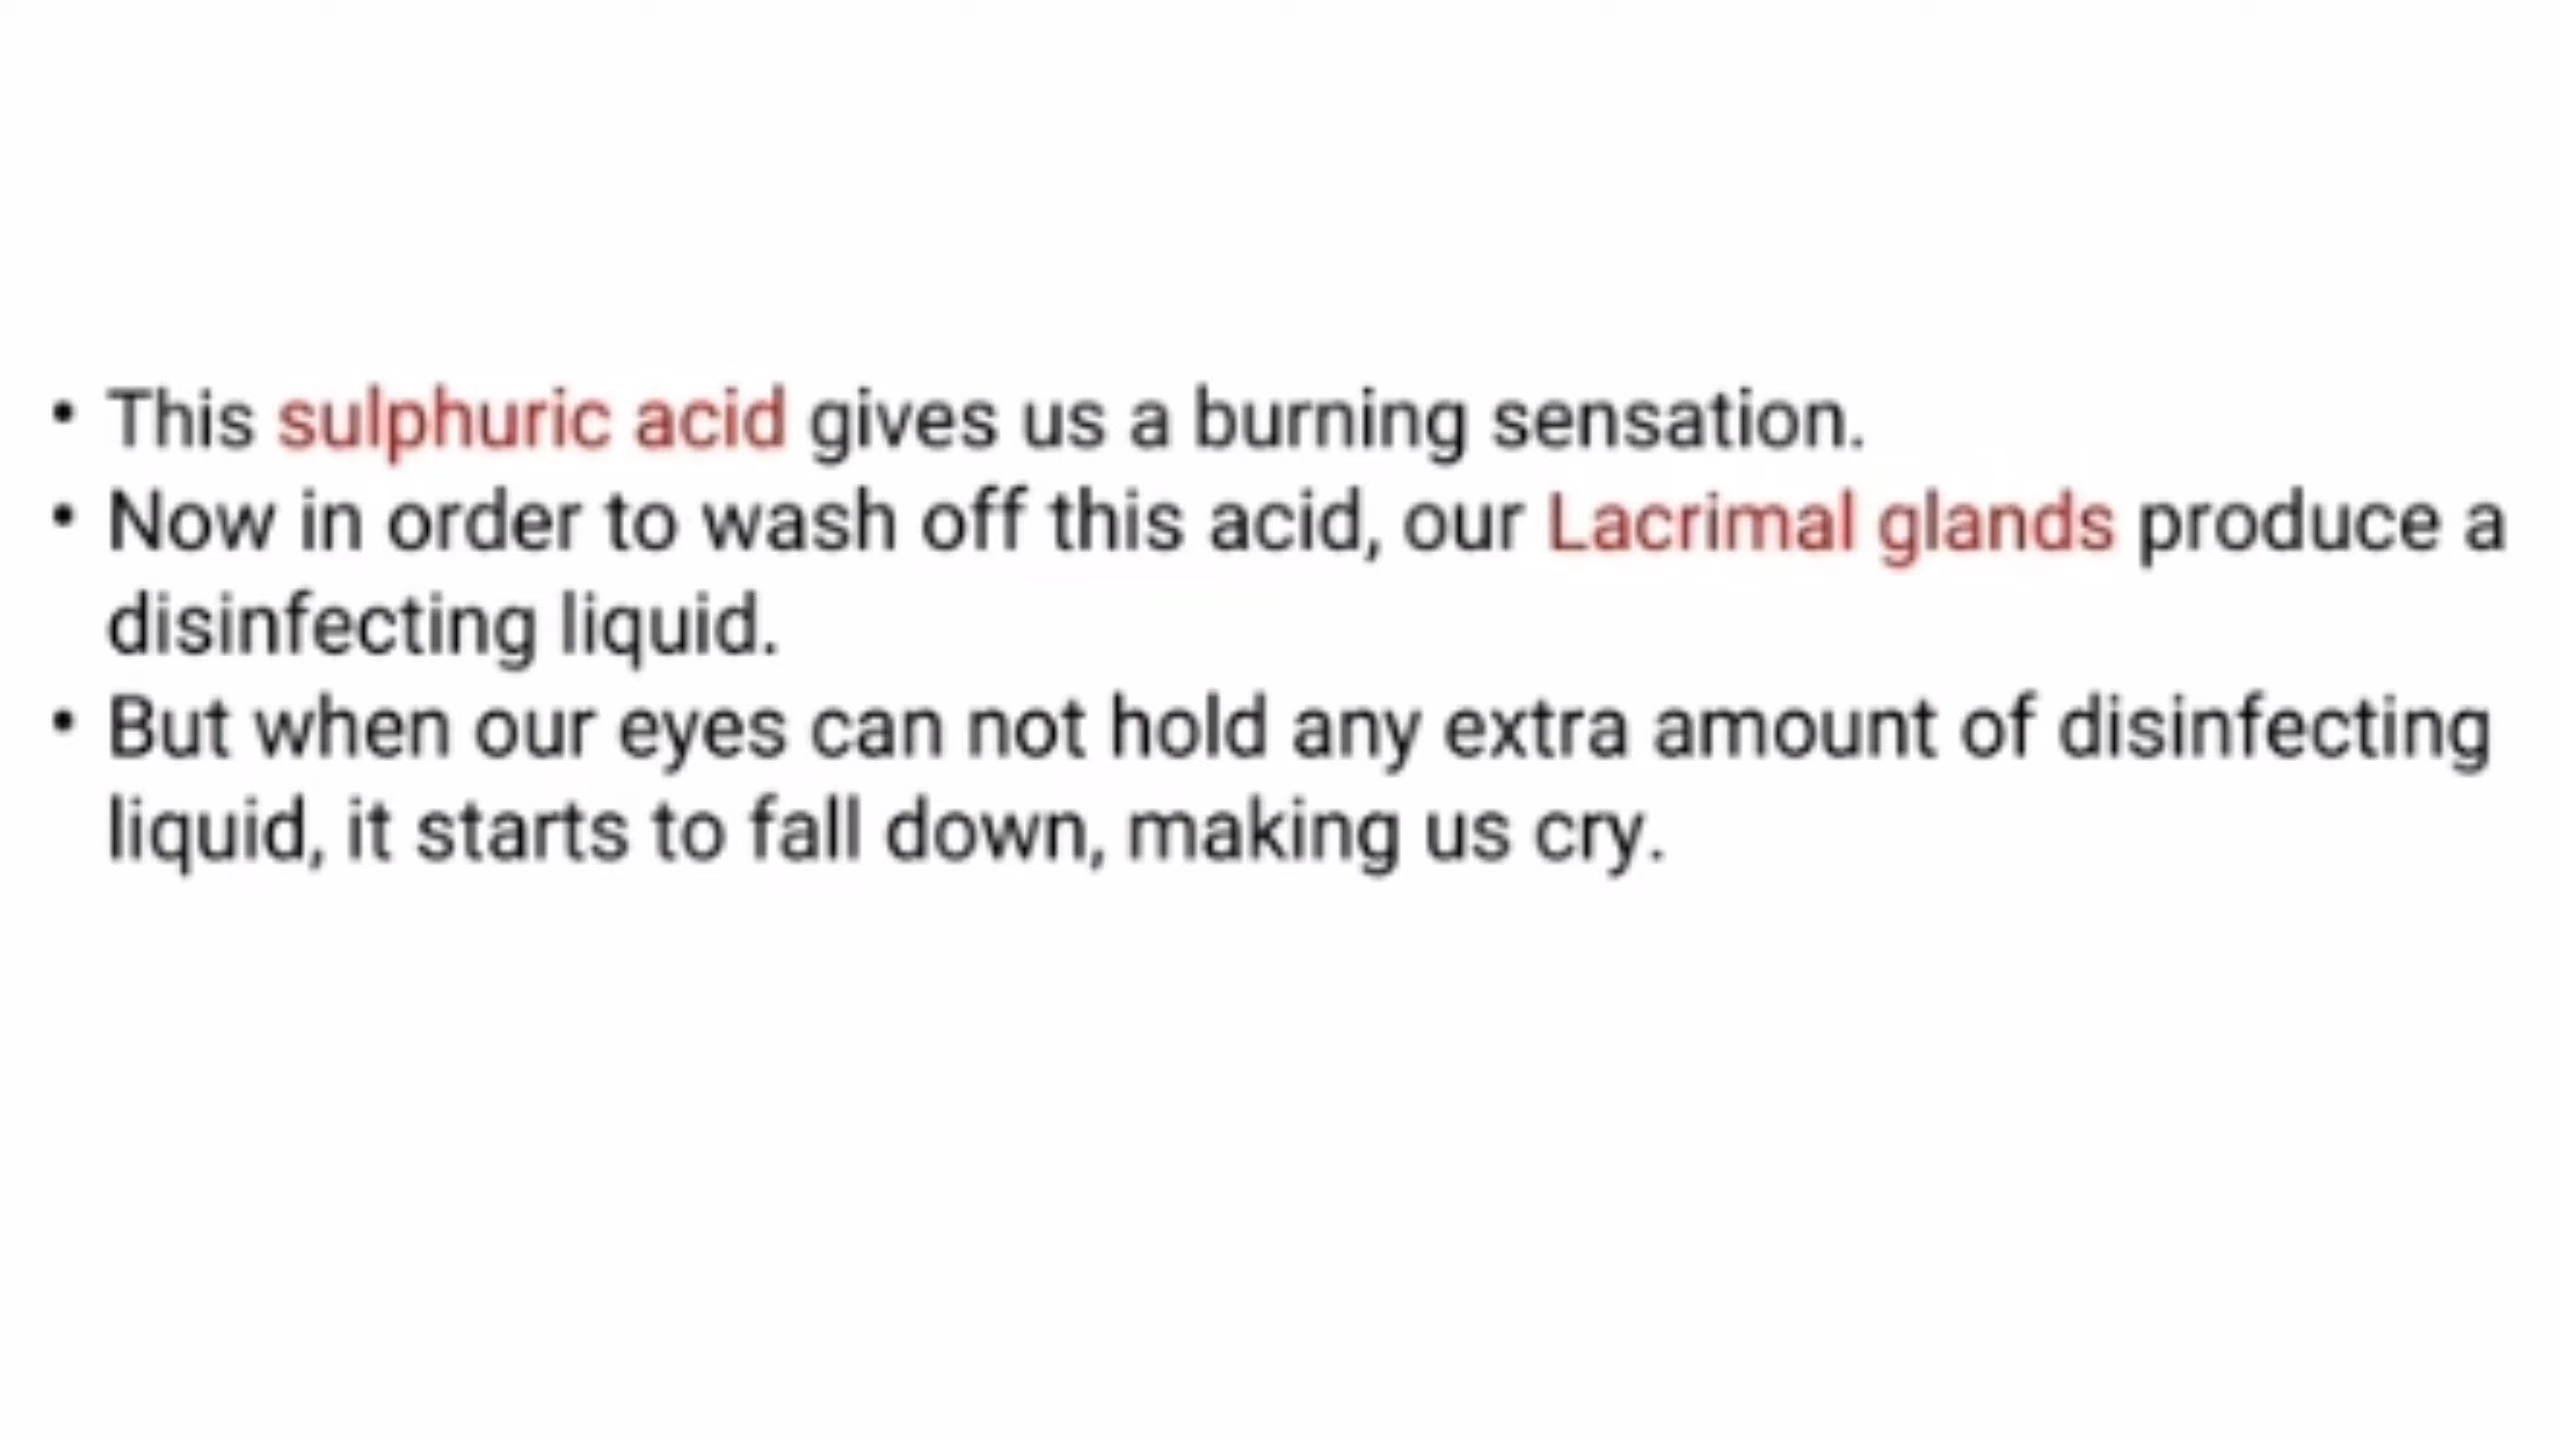 • This sulphuric acid gives us a burning sensation.
• Now in order to wash off this acid, our Lacrimal glands produce a
disinfecting liquid.
• But when our eyes can not hold any extra amount of disinfecting
liquid, it starts to fall down, making us cry.